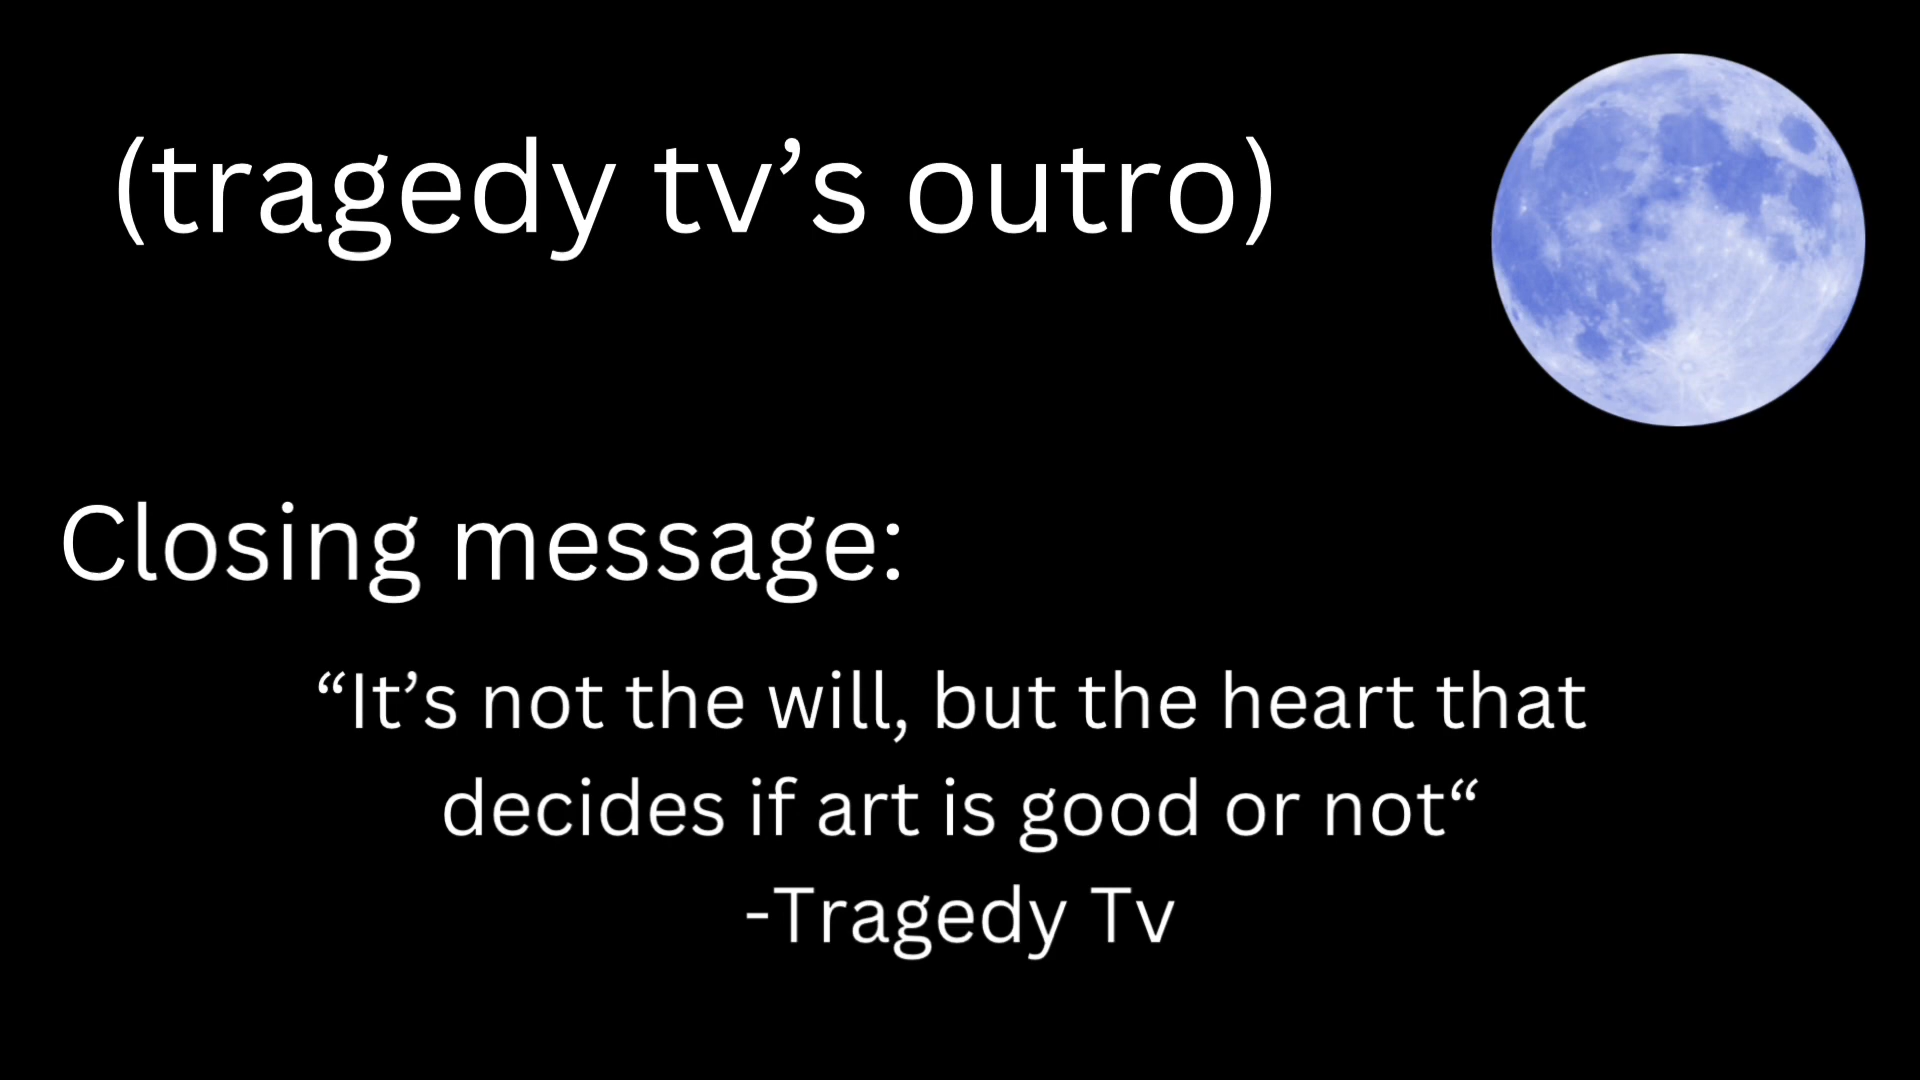 (tragedy tv’s outro)
Closing message:
“It’s not the will, but the heart that
decides if art is good or not“
-Tragedy Tv